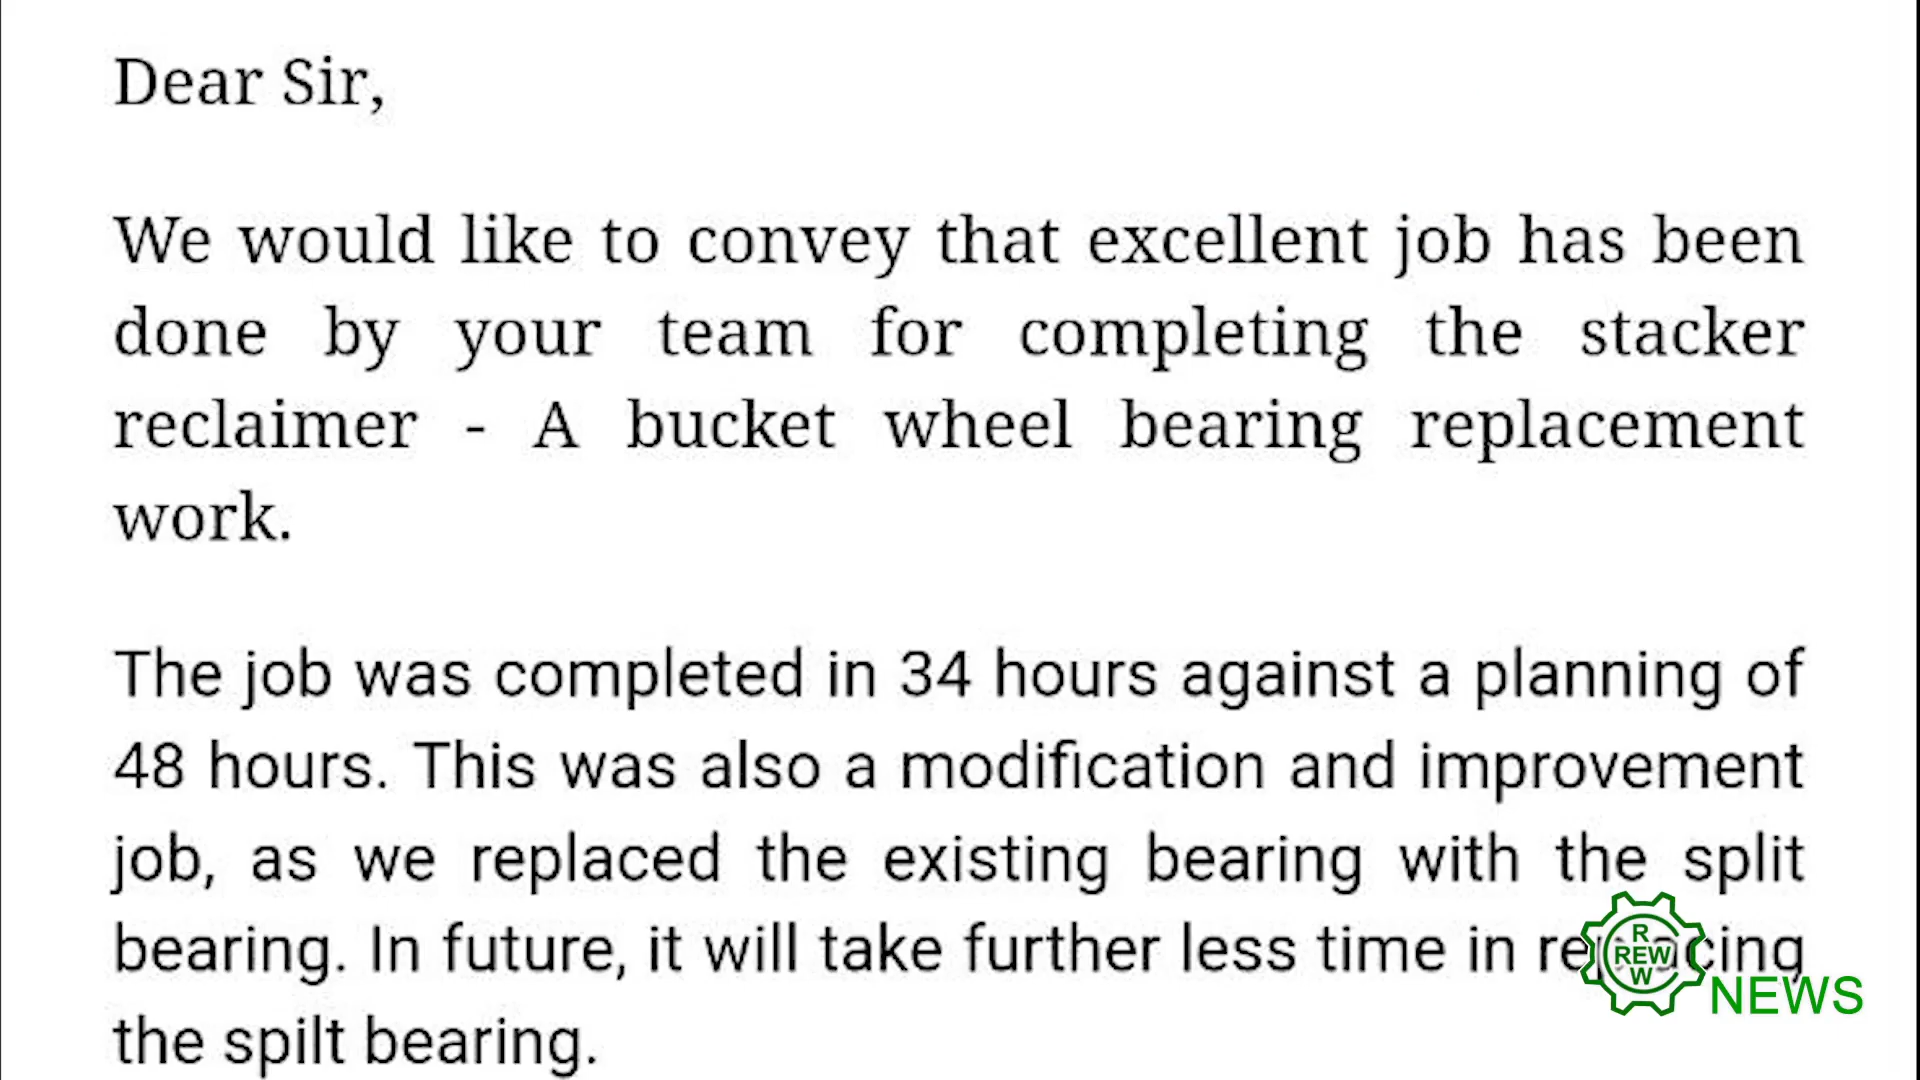 Dear Sir,
We would like to convey that excellent job has been
done by your team for completing the stacker
reclaimer - A bucket wheel bearing replacement
work.
The job was completed in 34 hours against a planning of
48 hours. This was also a modification and improvement
job, as we replaced the existing bearing with the split
bearing. In future, it will take further less time in replacing
the spilt bearing.
R
REW
W
NEWS